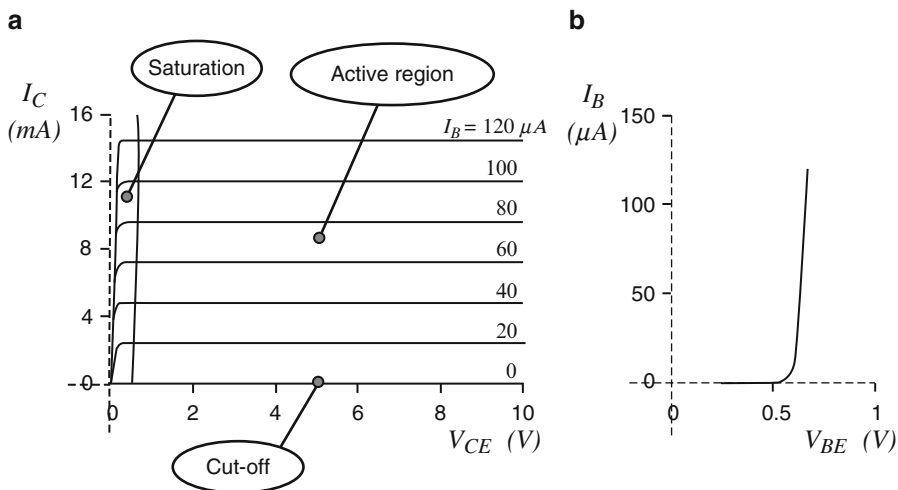 a
b
Saturation
Active region
I_C
(mA)
16
12
8
4
0
I_B = 120 μA
100
80
60
40
20
0
0
2
4
6
8
10
V_CE (V)
Cut-off
I_B
(μA)
150
100
50
0
0
0.5
1
V_BE (V)